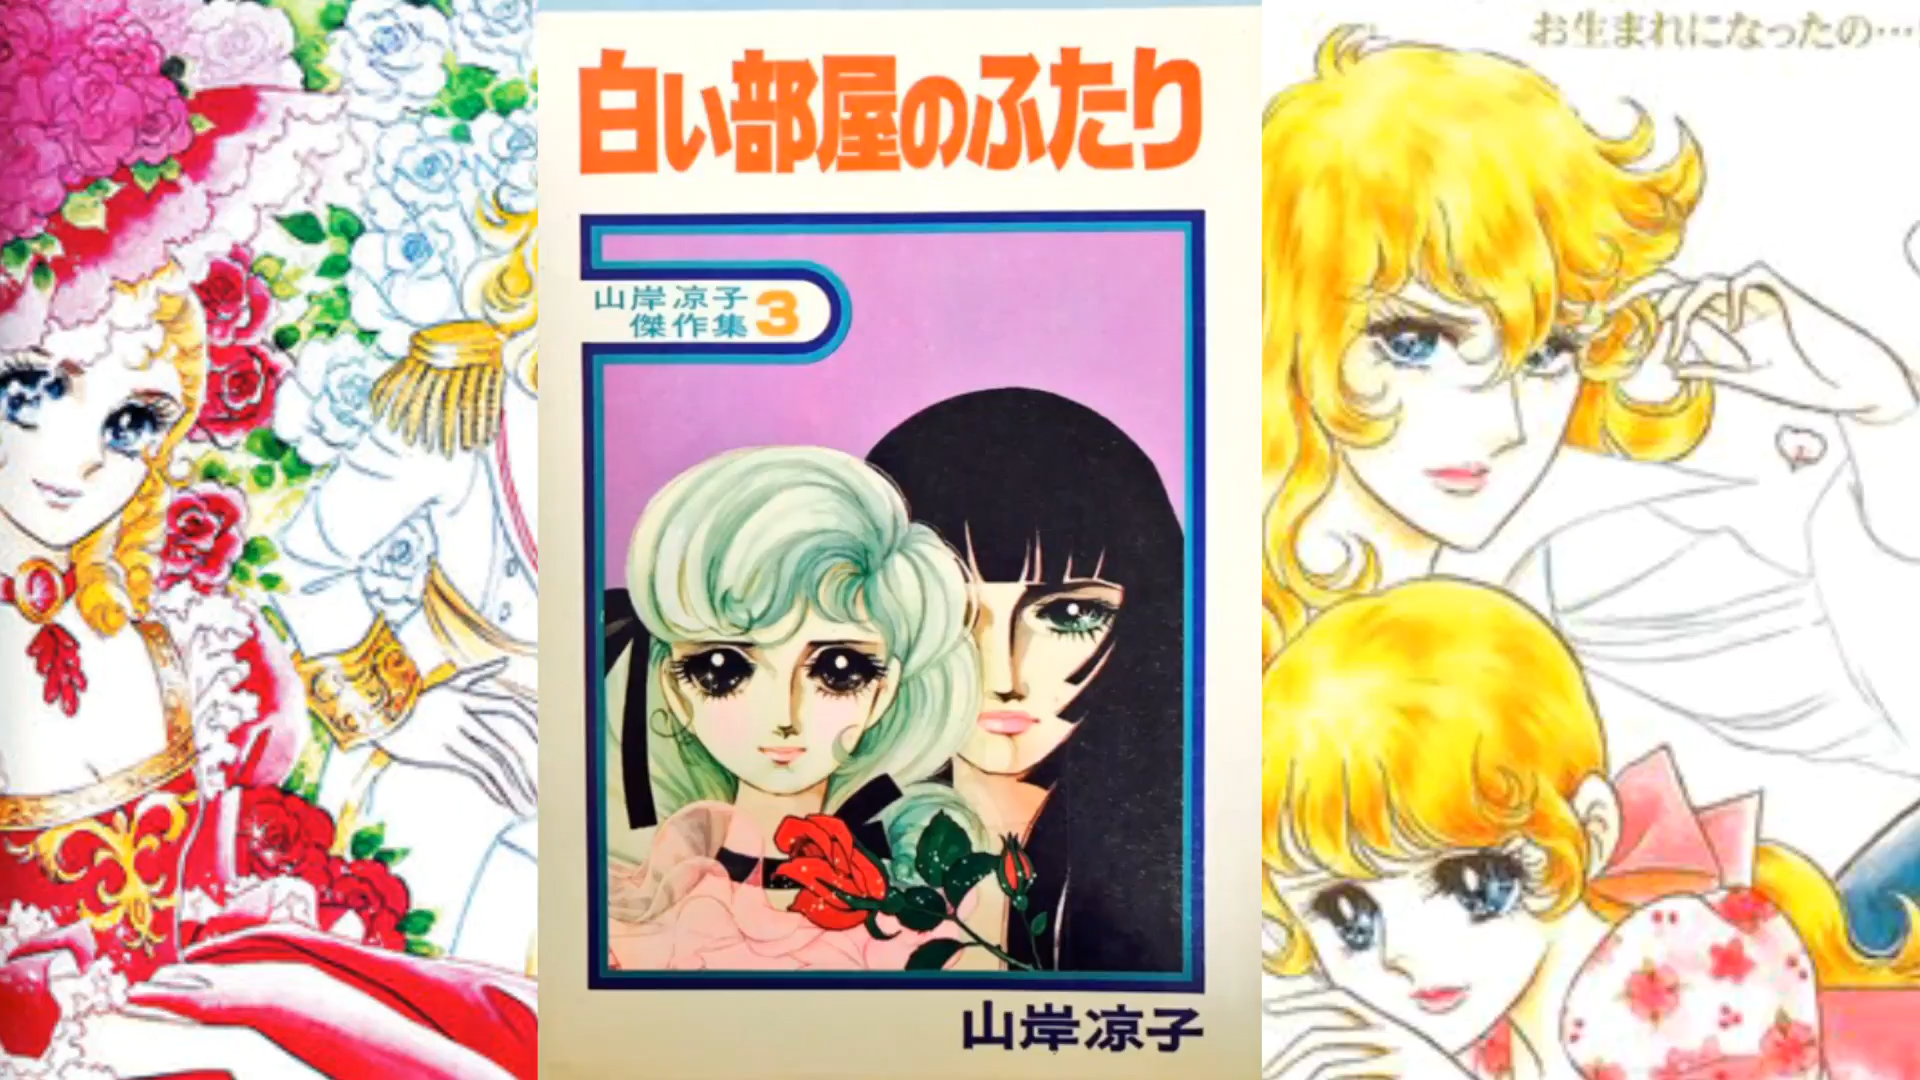 白い部屋のふたり
山岸凉子
傑作集3
山岸凉子
お生まれになったの…